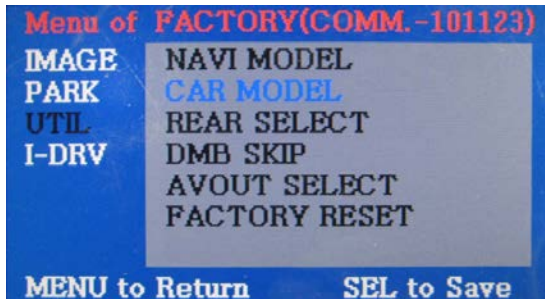 Menu of FACTORY(COMM.-101123)
IMAGE NAVI MODEL
PARK CAR MODEL
UTIL REAR SELECT
I-DRV DMB SKIP
AVOUT SELECT
FACTORY RESET
MENU to Return SEL to Save